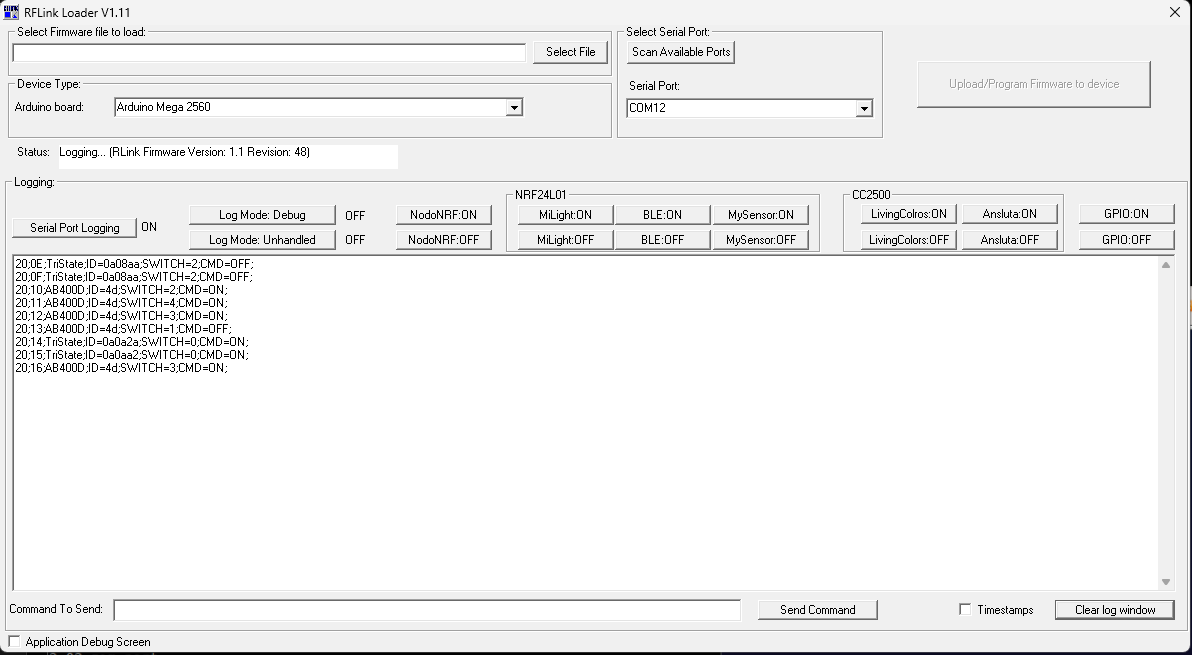 RFLink Loader V1.11
Select Firmware file to load:
Select File
Select Serial Port:
Scan Available Ports
Serial Port:
COM12
Upload/Program Firmware to device
Device Type:
Arduino board:
Arduino Mega 2560
Status:
Logging... (RLink Firmware Version: 1.1 Revision: 48)
Logging:
Serial Port Logging
ON
Log Mode: Debug
OFF
Log Mode: Unhandled
OFF
NodoNRF:ON
NodoNRF:OFF
NRF24L01
MiLight:ON
BLE:ON
MySensor:ON
MiLight:OFF
BLE:OFF
MySensor:OFF
CC2500
LivingColros:ON
Ansluta:ON
LivingColors:OFF
Ansluta:OFF
GPIO:ON
GPIO:OFF
20;0E;TriState;ID=0a08aa;SWITCH=2;CMD=OFF;
20;0F;TriState;ID=0a08aa;SWITCH=2;CMD=OFF;
20;10;AB400D;ID=4d;SWITCH=2;CMD=ON;
20;11;AB400D;ID=4d;SWITCH=4;CMD=ON;
20;12;AB400D;ID=4d;SWITCH=3;CMD=ON;
20;13;AB400D;ID=4d;SWITCH=1;CMD=OFF;
20;14;TriState;ID=0a0a2a;SWITCH=0;CMD=ON;
20;15;TriState;ID=0a0aa2;SWITCH=0;CMD=ON;
20;16;AB400D;ID=4d;SWITCH=3;CMD=ON;
Command To Send:
Send Command
Timestamps
Clear log window
Application Debug Screen